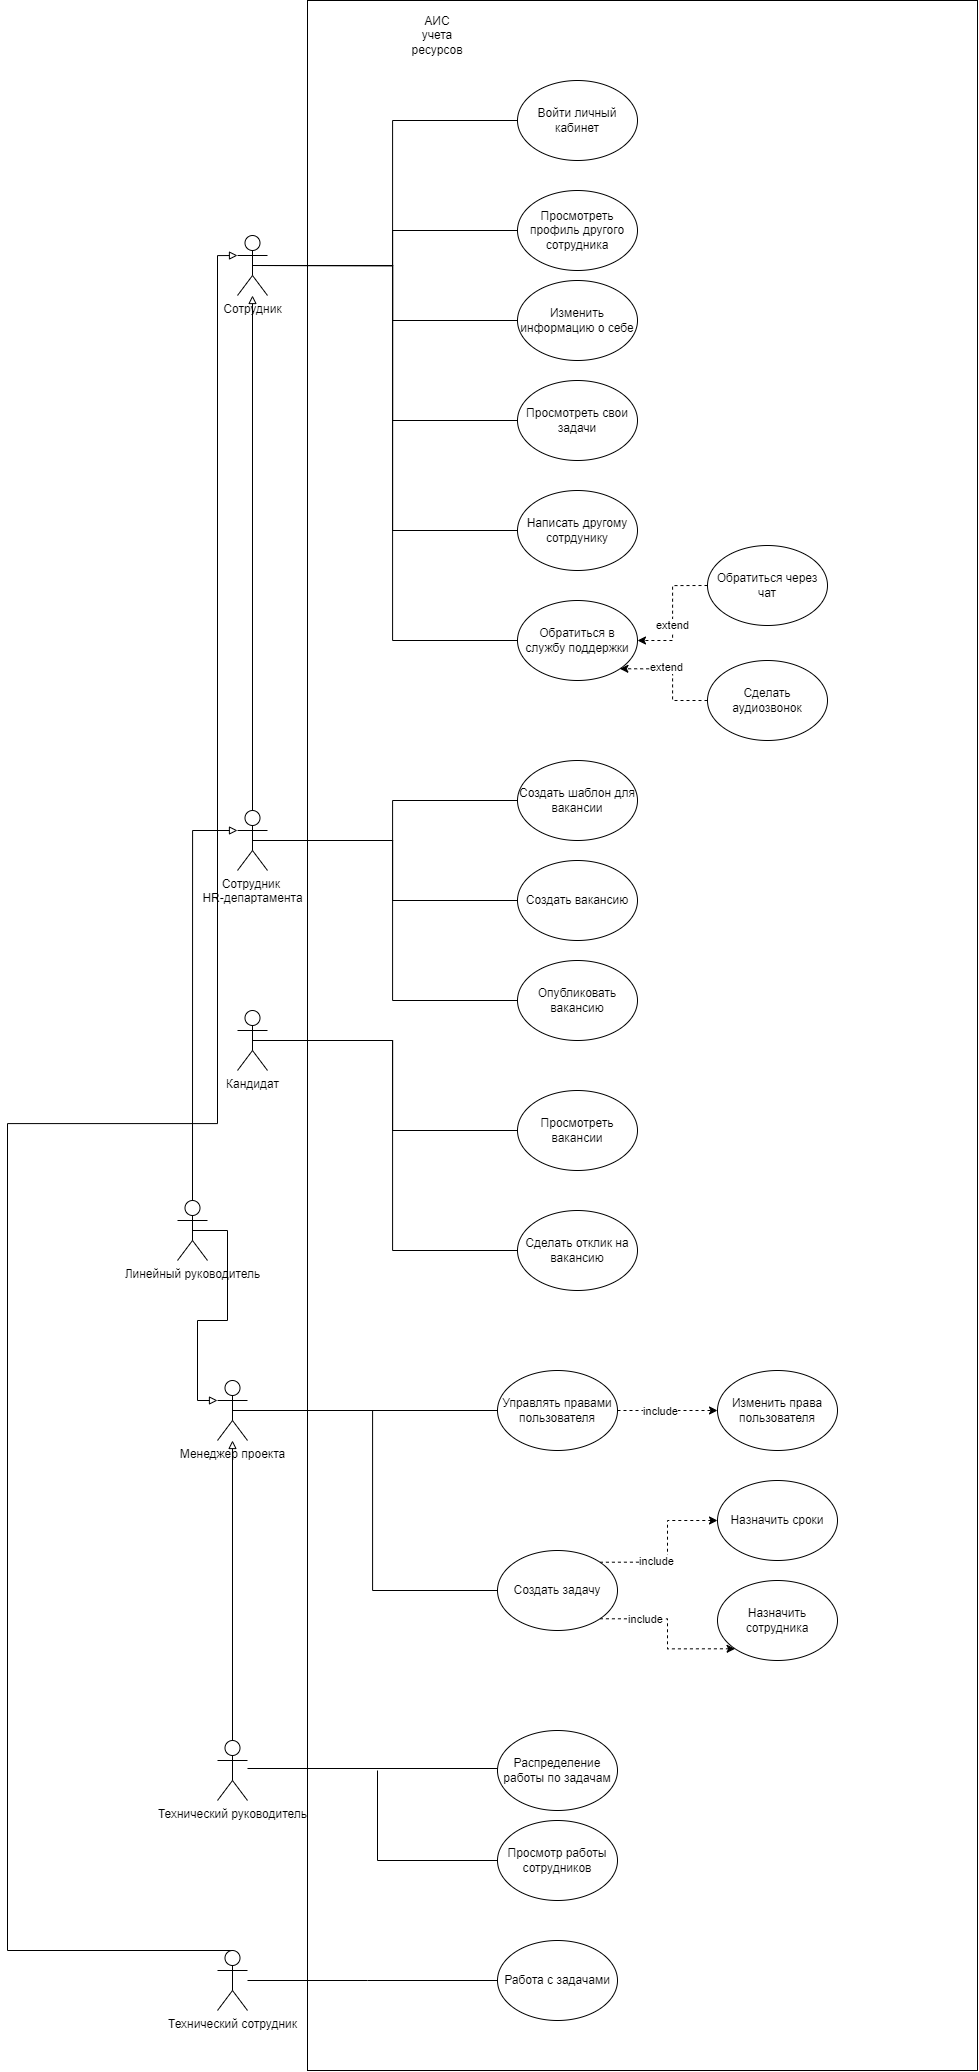 АИС
учета
ресурсов
Войти личный
кабинет
Просмотреть
профиль другого
сотрудника
Сотрудник
Изменить
информацию о себе
Просмотреть свои
задачи
Написать другому
сотрдунику
Обратиться через
чат
extend
Обратиться в
службу поддержки
extend
Сделать
аудиозвонок
Создать шаблон для
вакансии
Сотрудник
HR-департамента
Создать вакансию
Опубликовать
вакансию
Кандидат
Просмотреть
вакансии
Сделать отклик на
вакансию
Линейный руководитель
Управлять правами
пользователя
include
Изменить права
пользователя
Менеджер проекта
Назначить сроки
include
Создать задачу
include
Назначить
сотрудника
Распределение
работы по задачам
Технический руководитель
Просмотр работы
сотрудников
Работа с задачами
Технический сотрудник